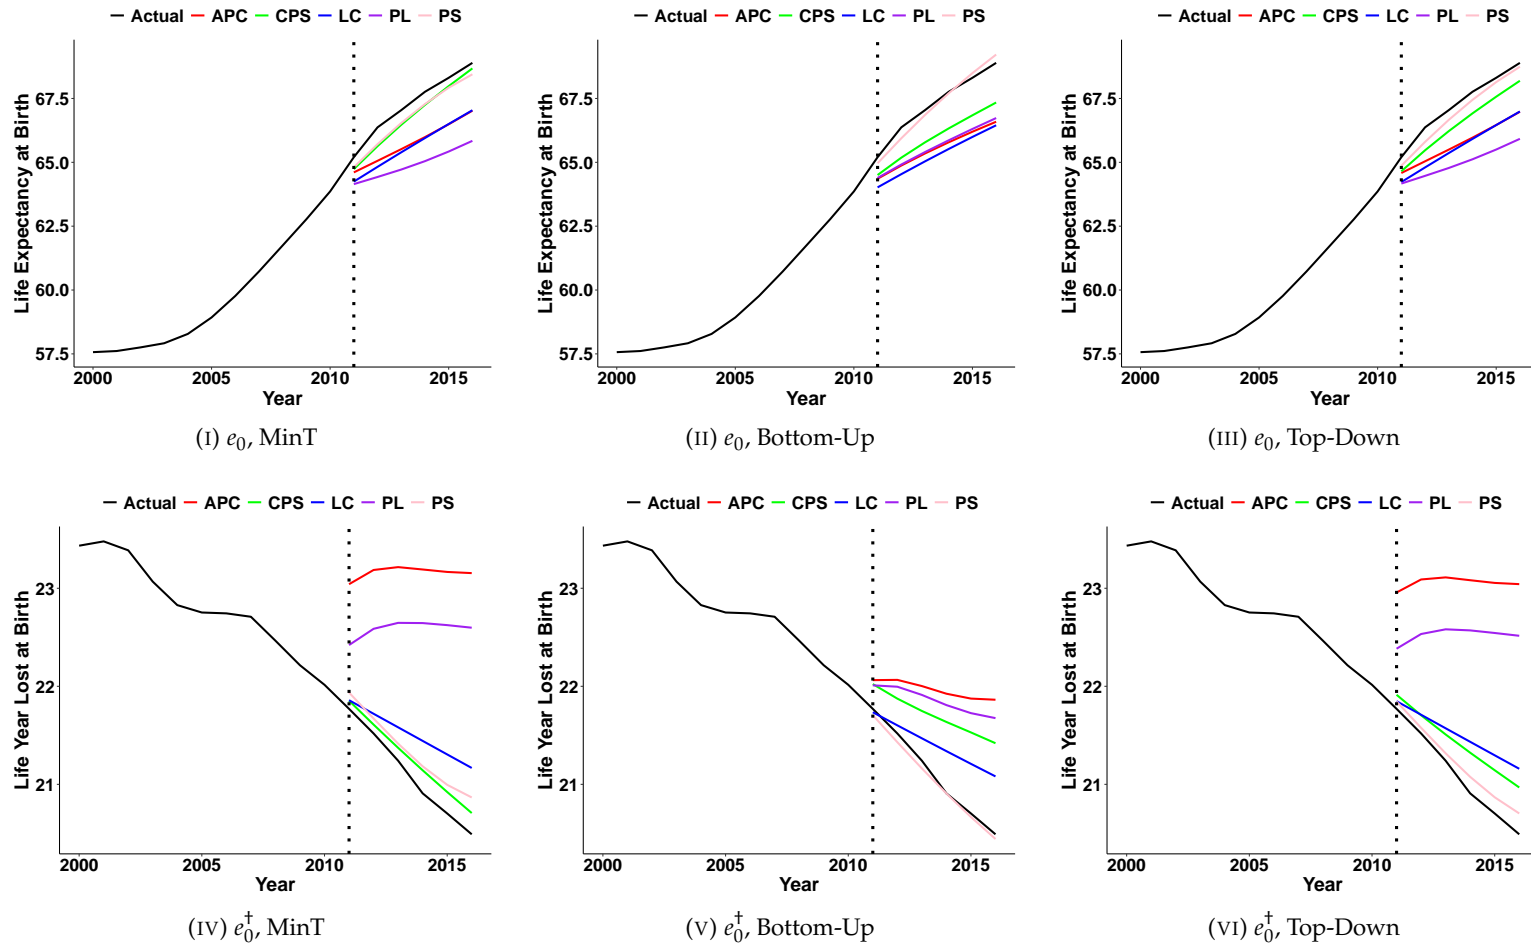 Actual APC CPS LC PL PS
Life Expectancy at Birth
67.5
65.0
62.5
60.0
57.5
2000 2005 2010 2015
Year
(I) e₀, MinT
Actual APC CPS LC PL PS
Life Expectancy at Birth
67.5
65.0
62.5
60.0
57.5
2000 2005 2010 2015
Year
(II) e₀, Bottom-Up
Actual APC CPS LC PL PS
Life Expectancy at Birth
67.5
65.0
62.5
60.0
57.5
2000 2005 2010 2015
Year
(III) e₀, Top-Down
Actual APC CPS LC PL PS
Life Year Lost at Birth
23
22
21
2000 2005 2010 2015
Year
(IV) e₀†, MinT
Actual APC CPS LC PL PS
Life Year Lost at Birth
23
22
21
2000 2005 2010 2015
Year
(V) e₀†, Bottom-Up
Actual APC CPS LC PL PS
Life Year Lost at Birth
23
22
21
2000 2005 2010 2015
Year
(VI) e₀†, Top-Down